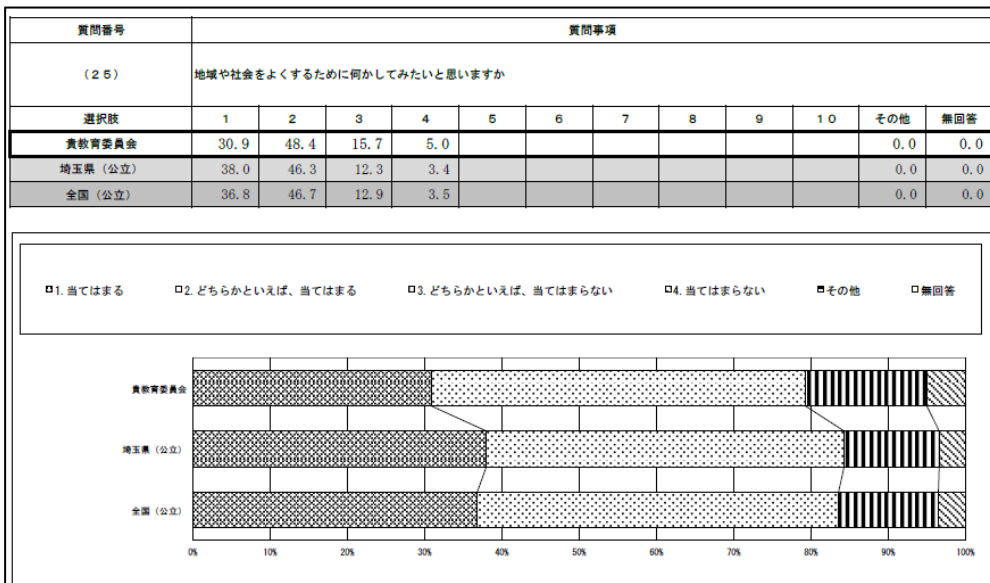 質問番号 質問事項
(25) 地域や社会をよくするために何かしてみたいと思いますか
選択肢 1 2 3 4 5 6 7 8 9 10 その他 無回答
貴教育委員会 30.9 48.4 15.7 5.0 0.0 0.0
埼玉県(公立) 38.0 46.3 12.3 3.4 0.0 0.0
全国(公立) 36.8 46.7 12.9 3.5 0.0 0.0
1.当てはまる 2.どちらかといえば、当てはまる 3.どちらかといえば、当てはまらない 4.当てはまらない その他 無回答
貴教育委員会
埼玉県(公立)
全国(公立)
0% 10% 20% 30% 40% 50% 60% 70% 80% 90% 100%